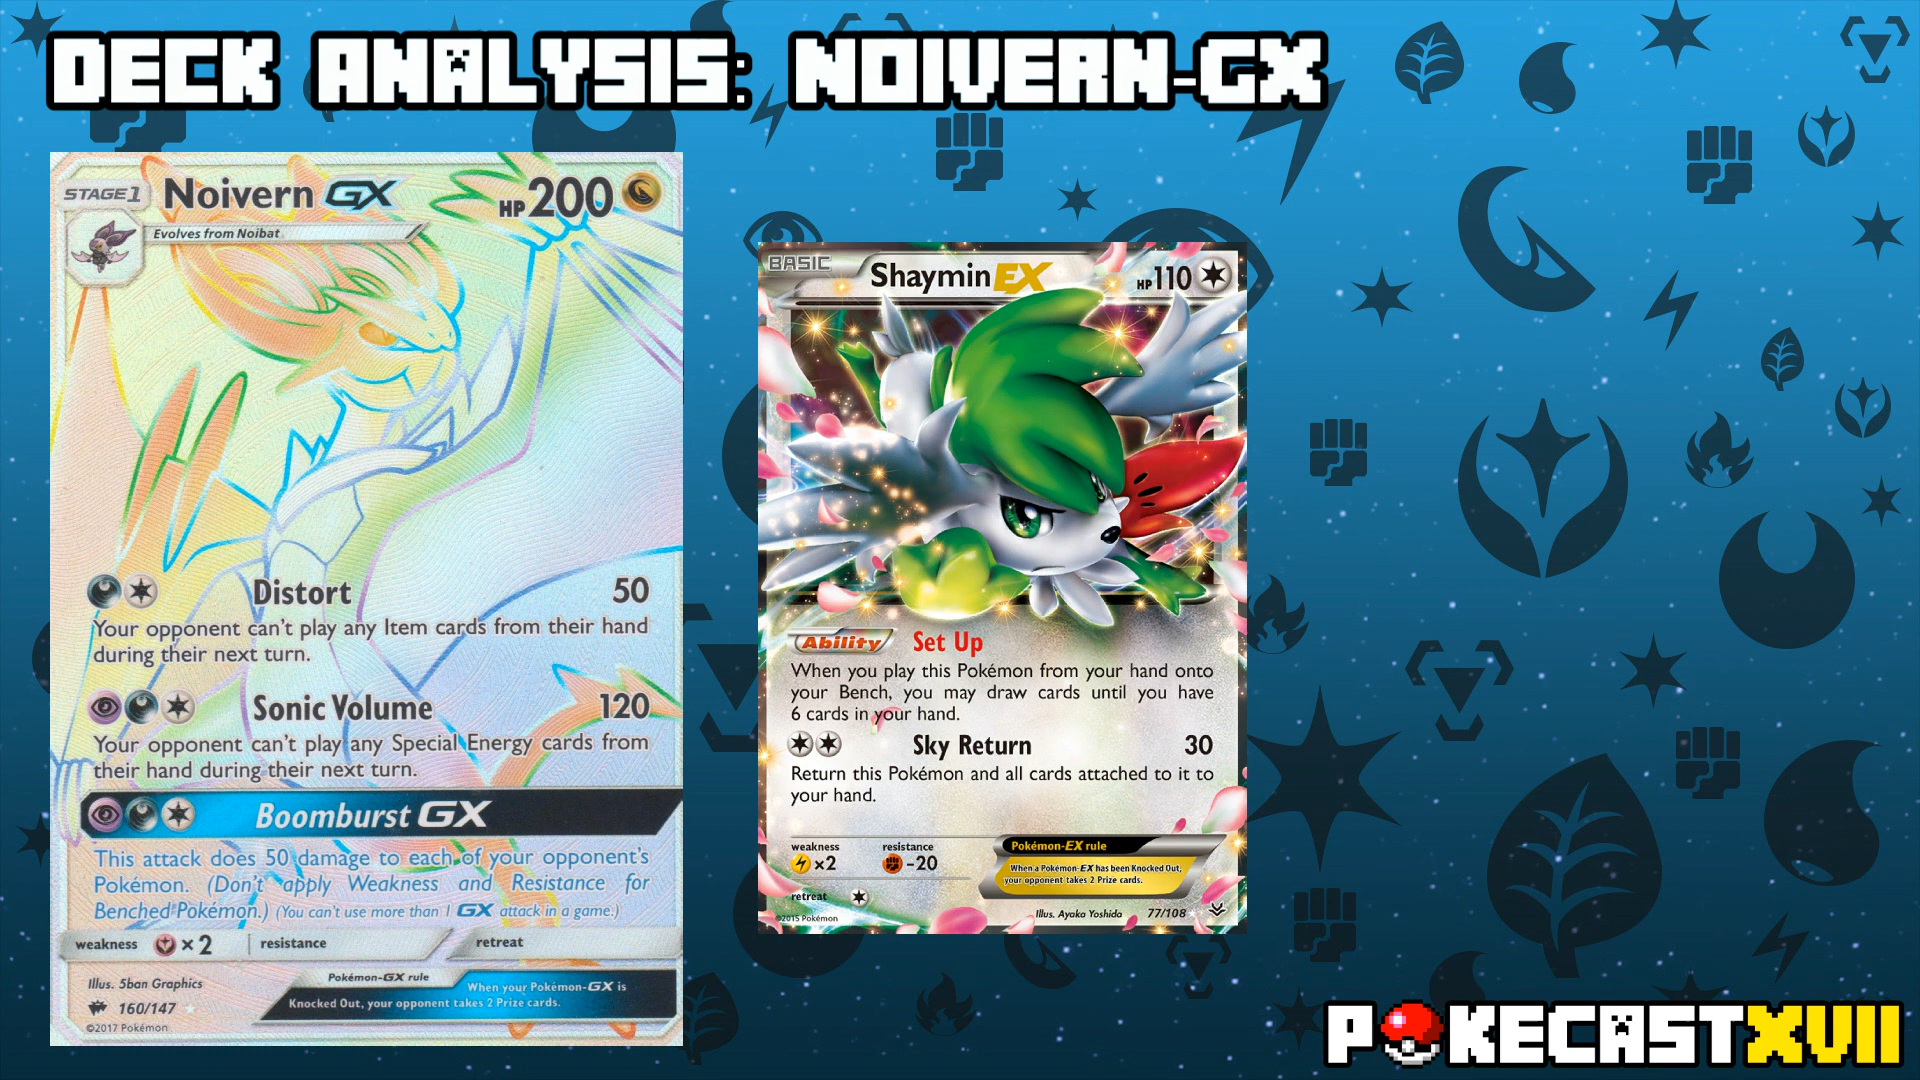 DECK ANALYSIS: NOIVERN-GX
STAGE1
Noivern GX
HP200
Evolves from Noibat
Distort 50
Your opponent can't play any Item cards from their hand
during their next turn.
Sonic Volume 120
Your opponent can't play any Special Energy cards from
their hand during their next turn.
Boomburst GX
This attack does 50 damage to each of your opponent's
Pokémon. (Don't apply Weakness and Resistance for
Benched Pokémon.) (You can't use more than 1 GX attack in a game.)
weakness ×2 resistance retreat
Illus. 5ban Graphics
160/147
©2017 Pokémon
Pokémon-GX rule
When your Pokémon-GX is
Knocked Out, your opponent takes 2 Prize cards.
BASIC
Shaymin EX
HP110
Ability Set Up
When you play this Pokémon from your hand onto
your Bench, you may draw cards until you have
6 cards in your hand.
Sky Return 30
Return this Pokémon and all cards attached to it to
your hand.
weakness resistance
×2 -20
retreat
©2015 Pokémon
Pokémon-EX rule
When a Pokémon-EX has been Knocked Out,
your opponent takes 2 Prize cards.
Illus. Ayaka Yoshida 77/108
POKECASTXVII